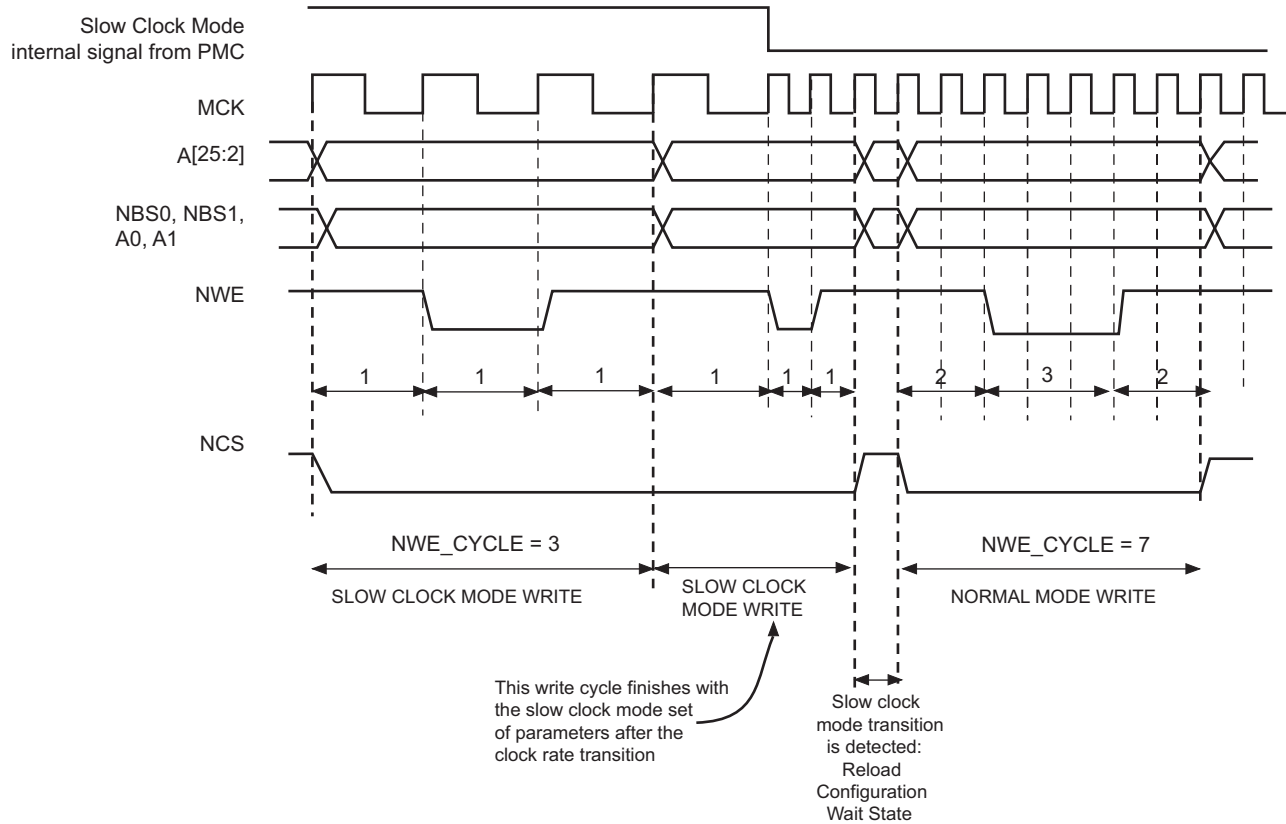 Slow Clock Mode
internal signal from PMC
MCK
A[25:2]
NBS0, NBS1,
A0, A1
NWE
1 1 1 1 1 1 2 3 2
NCS
NWE_CYCLE = 3
NWE_CYCLE = 7
SLOW CLOCK MODE WRITE
SLOW CLOCK
MODE WRITE
NORMAL MODE WRITE
This write cycle finishes with
the slow clock mode set
of parameters after the
clock rate transition
Slow clock
mode transition
is detected:
Reload
Configuration
Wait State